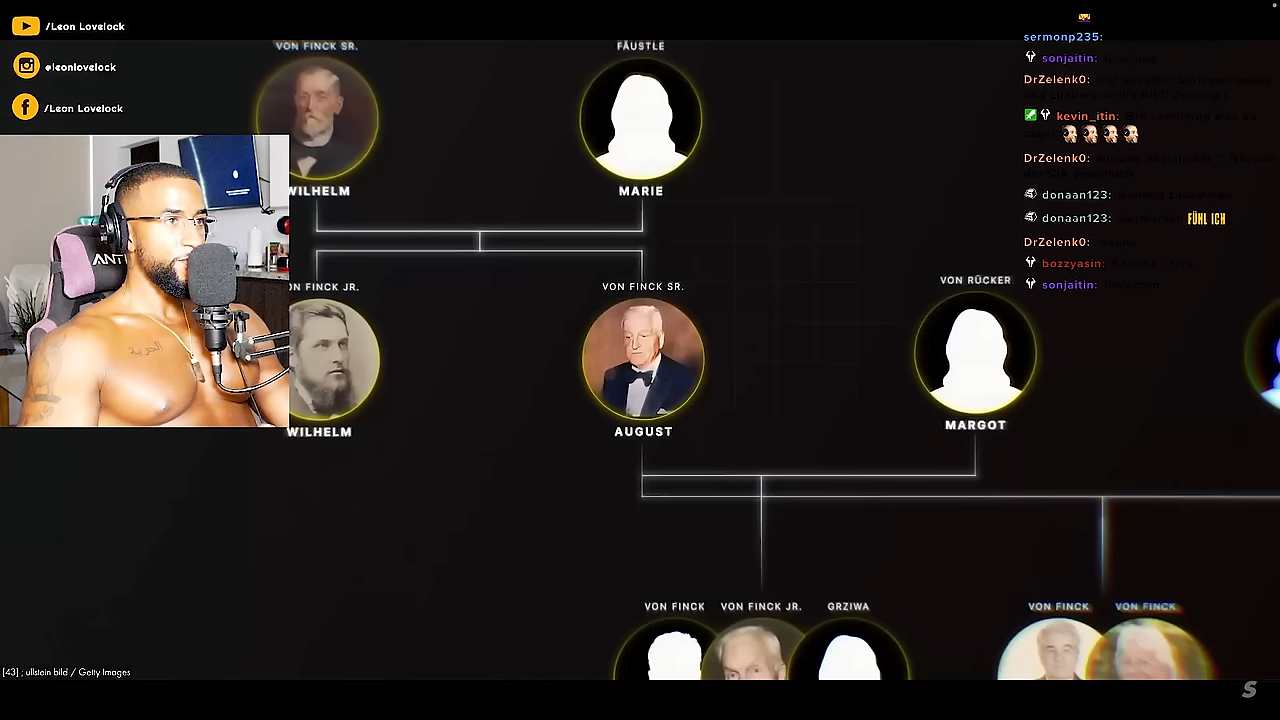 /Leon Lovelock
@leonlovelock
/Leon Lovelock
VON FINCK SR.
FÄUSTLE
WILHELM
MARIE
VON FINCK JR.
VON FINCK SR.
VON RÜCKER
WILHELM
AUGUST
MARGOT
VON FINCK
VON FINCK JR.
GRZIWA
VON FINCK
VON FINCK
[43] ; ullstein bild / Getty Images
ANT
sermonp235:
sonjaitin:
DrZelenk0:
kevin_itin:
DrZelenk0:
donaan123:
donaan123: FÜHL ICH
DrZelenk0:
bozzyasin:
sonjaitin:
S